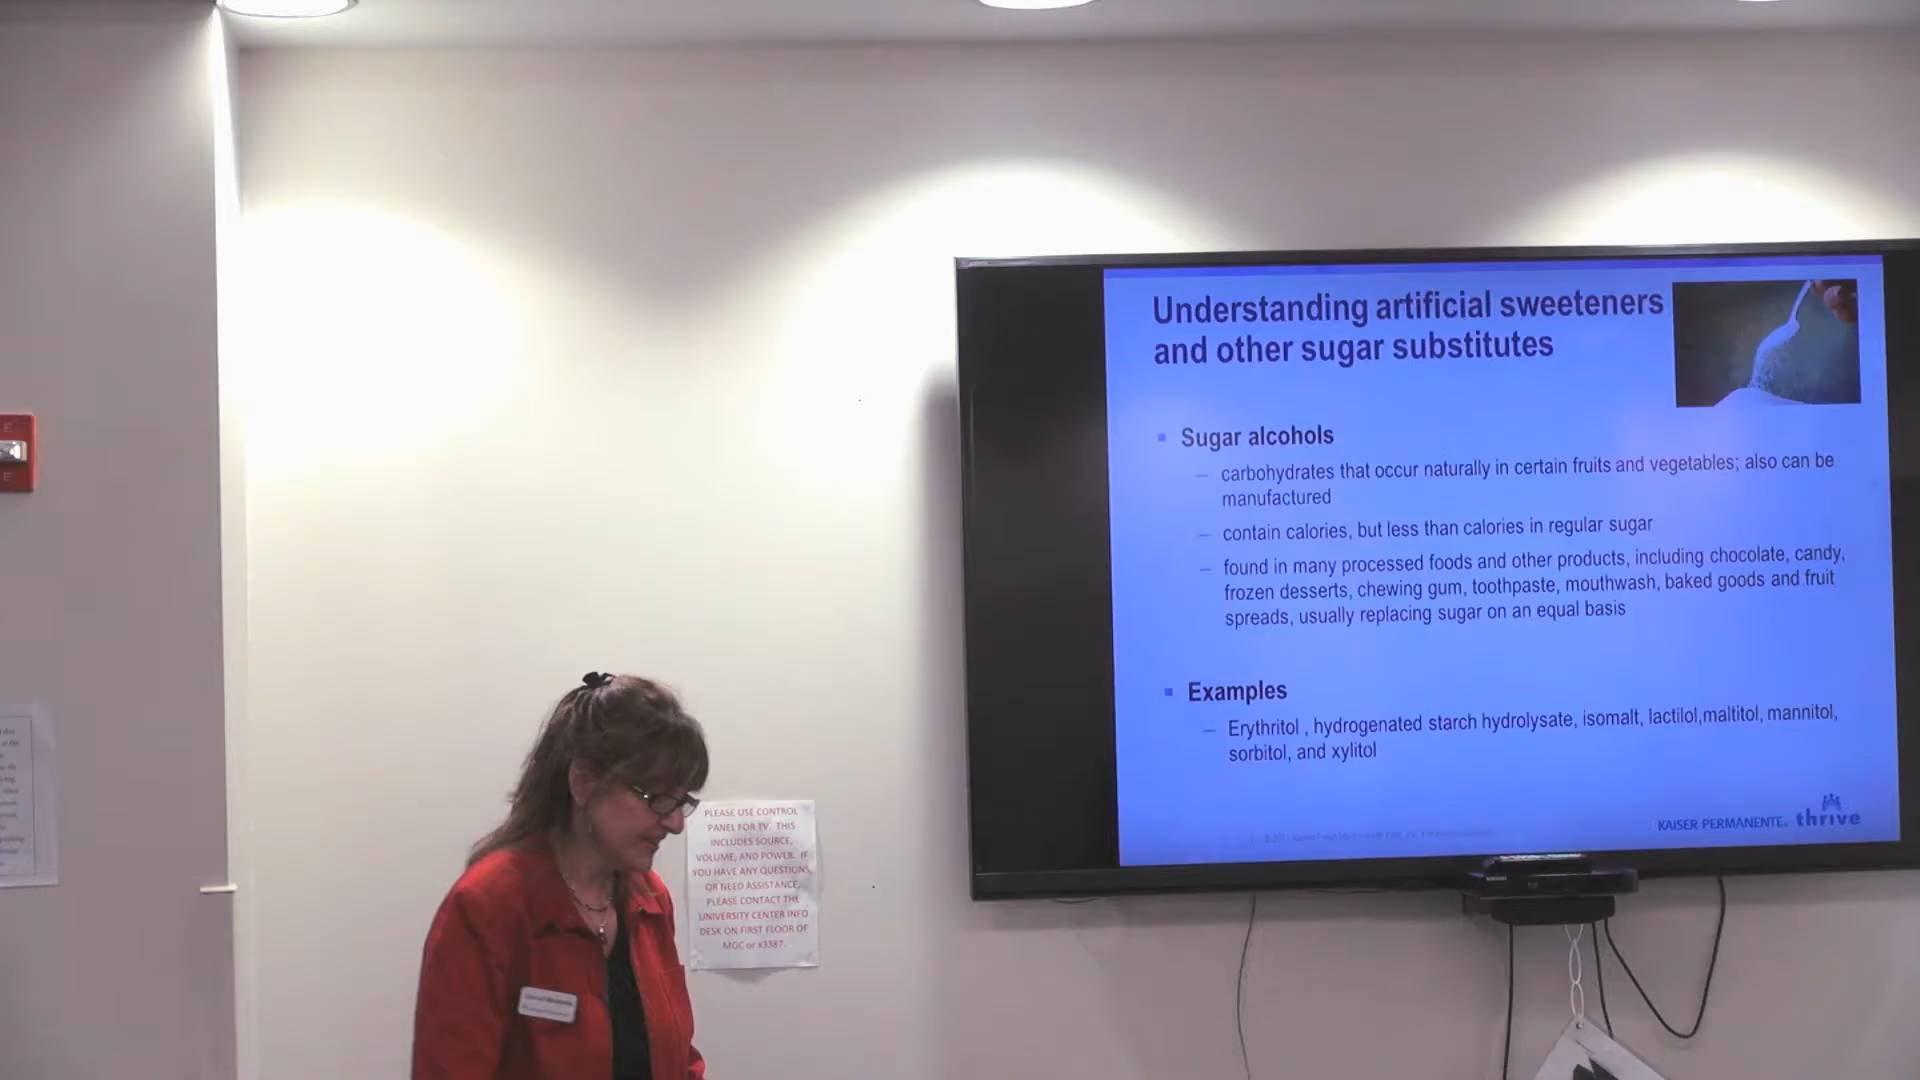 Understanding artificial sweeteners
and other sugar substitutes
Sugar alcohols
– carbohydrates that occur naturally in certain fruits and vegetables; also can be
manufactured
– contain calories, but less than calories in regular sugar
– found in many processed foods and other products, including chocolate, candy,
frozen desserts, chewing gum, toothpaste, mouthwash, baked goods and fruit
spreads, usually replacing sugar on an equal basis
Examples
– Erythritol , hydrogenated starch hydrolysate, isomalt, lactilol,maltitol, mannitol,
sorbitol, and xylitol
KAISER PERMANENTE. thrive
PLEASE USE CONTROL
PANEL FOR TV. THIS
INCLUDES SOURCE,
VOLUME, AND POWER. IF
YOU HAVE ANY QUESTIONS
OR NEED ASSISTANCE,
PLEASE CONTACT THE
UNIVERSITY CENTER INFO
DESK ON FIRST FLOOR OF
MGC or x3387.